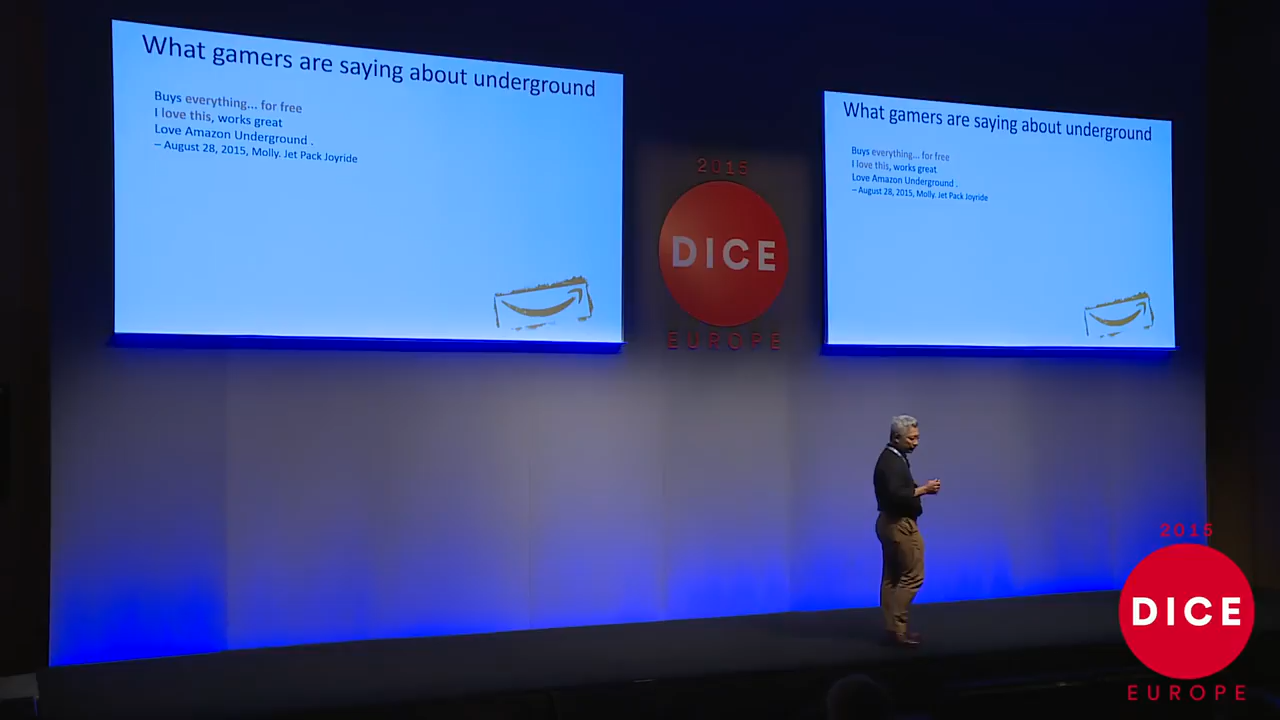 What gamers are saying about underground
Buys everything... for free
I love this, works great
Love Amazon Underground .
– August 28, 2015, Molly. Jet Pack Joyride
2015
DICE
EUROPE
What gamers are saying about underground
Buys everything... for free
I love this, works great
Love Amazon Underground .
– August 28, 2015, Molly. Jet Pack Joyride
2015
DICE
EUROPE